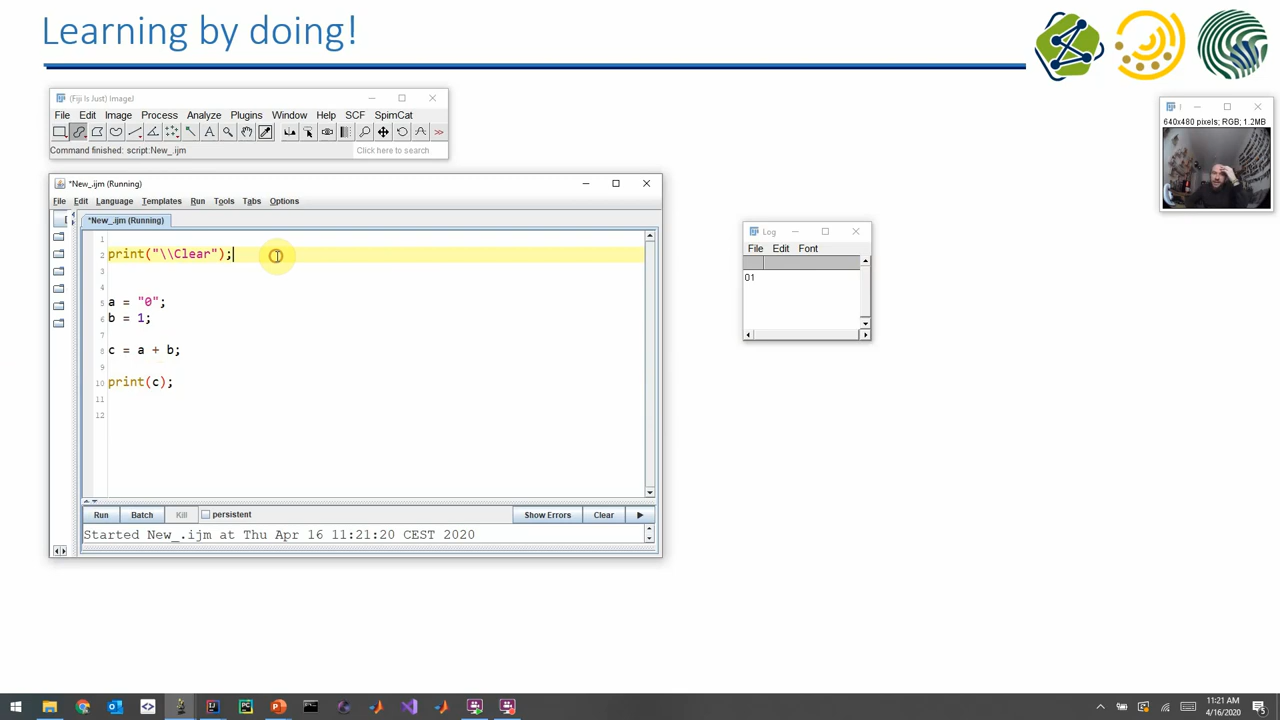 Learning by doing!
(Fiji Is Just) ImageJ
File Edit Image Process Analyze Plugins Window Help SCF SpimCat
Command finished: script:New_.ijm
Click here to search
640x480 pixels; RGB; 1.2MB
*New_.ijm (Running)
File Edit Language Templates Run Tools Tabs Options
*New_.ijm (Running)
1
2 print("\\Clear");
3
4
5 a = "0";
6 b = 1;
7
8 c = a + b;
9
10 print(c);
11
12
Run Batch Kill persistent Show Errors Clear
Started New_.ijm at Thu Apr 16 11:21:20 CEST 2020
Log
File Edit Font
01
11:21 AM
4/16/2020